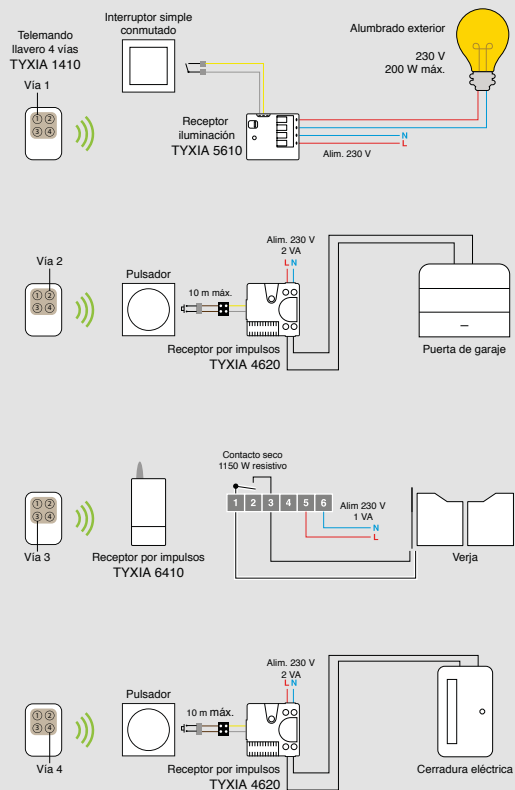 Telemando
llavero 4 vías
TYXIA 1410
Vía 1
1 2
3 4
Interruptor simple
conmutado
Receptor
iluminación
TYXIA 5610
Alumbrado exterior
230 V
200 W máx.
N
L
Alim. 230 V
Vía 2
1 2
3 4
Pulsador
10 m máx.
Alim. 230 V
2 VA
L N
Receptor por impulsos
TYXIA 4620
Puerta de garaje
1 2
3 4
Vía 3
Receptor por impulsos
TYXIA 6410
Contacto seco
1150 W resistivo
1 2 3 4 5 6
Alim 230 V
1 VA
N
L
Verja
1 2
3 4
Vía 4
Pulsador
10 m máx.
Alim. 230 V
2 VA
L N
Receptor por impulsos
TYXIA 4620
Cerradura eléctrica